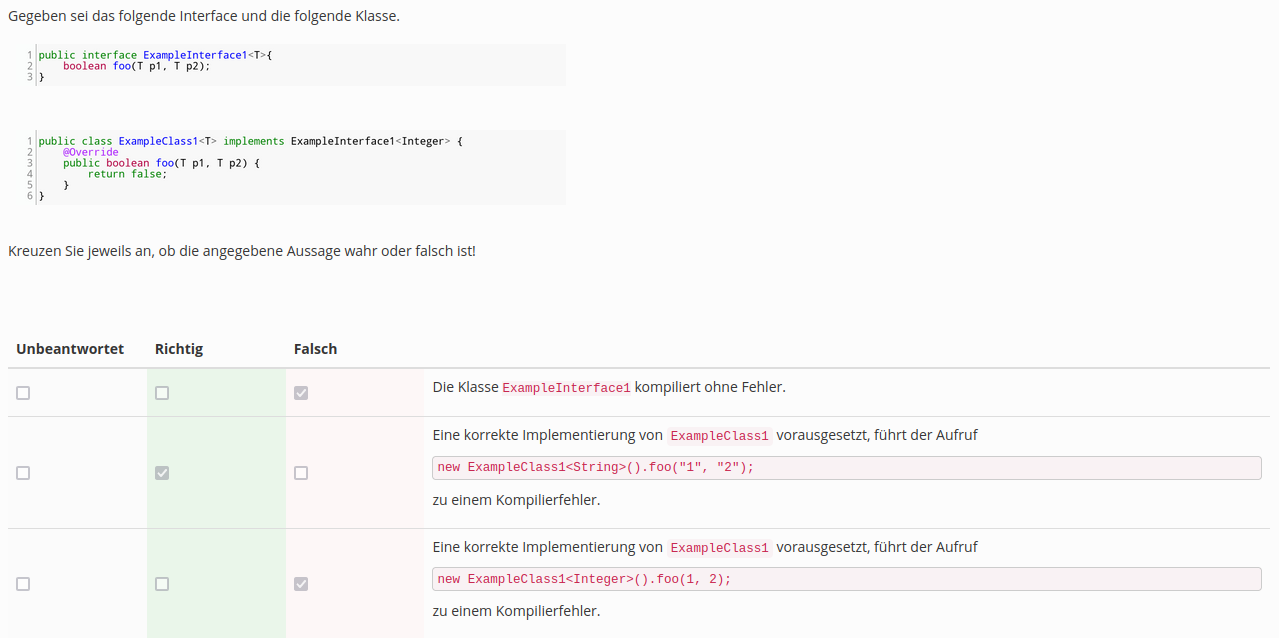 Gegeben sei das folgende Interface und die folgende Klasse.
1 public interface ExampleInterface1<T>{
2     boolean foo(T p1, T p2);
3 }
1 public class ExampleClass1<T> implements ExampleInterface1<Integer> {
2     @Override
3     public boolean foo(T p1, T p2) {
4         return false;
5     }
6 }
Kreuzen Sie jeweils an, ob die angegebene Aussage wahr oder falsch ist!
Unbeantwortet Richtig Falsch
Die Klasse ExampleInterface1 kompiliert ohne Fehler.
Eine korrekte Implementierung von ExampleClass1 vorausgesetzt, führt der Aufruf
new ExampleClass1<String>().foo("1", "2");
zu einem Kompilierfehler.
Eine korrekte Implementierung von ExampleClass1 vorausgesetzt, führt der Aufruf
new ExampleClass1<Integer>().foo(1, 2);
zu einem Kompilierfehler.